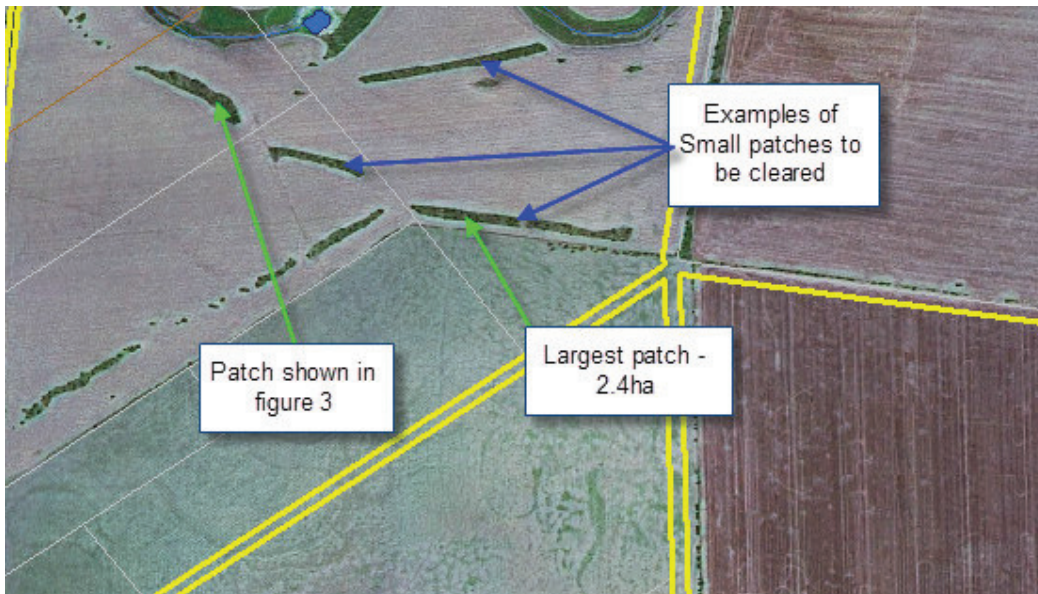 Examples of
Small patches to
be cleared
Patch shown in
figure 3
Largest patch -
2.4ha